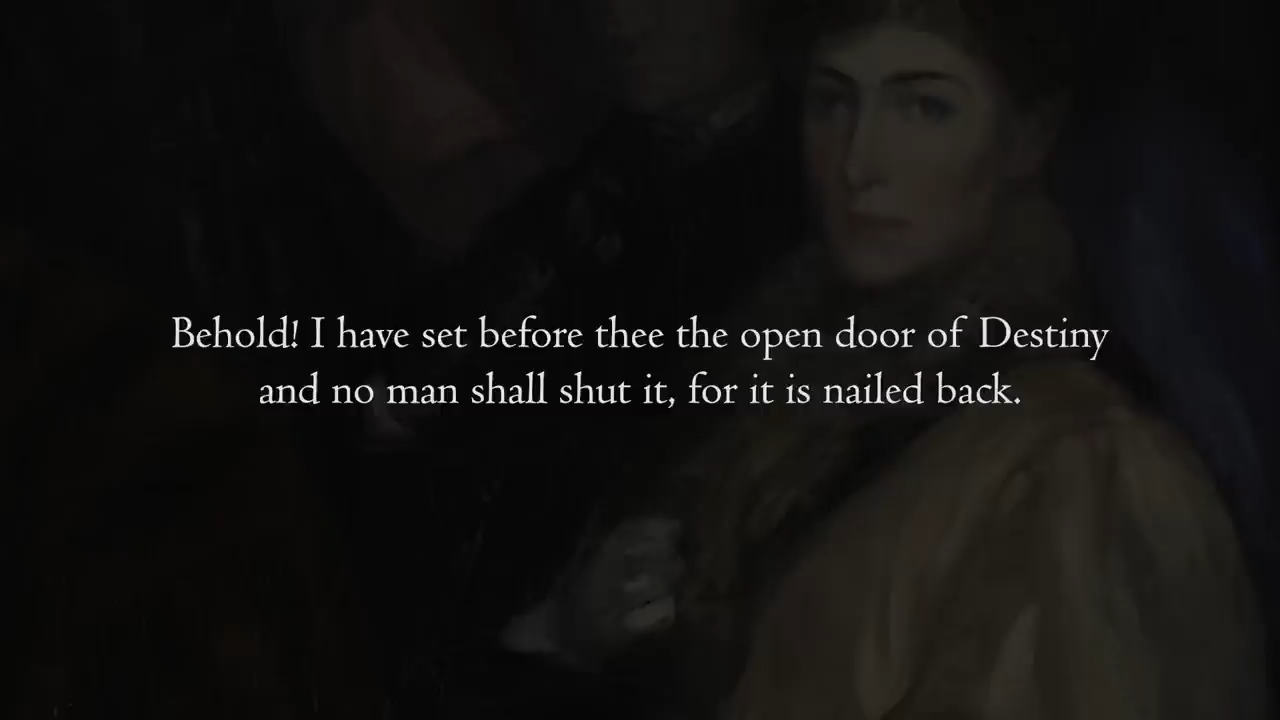 Behold! I have set before thee the open door of Destiny
and no man shall shut it, for it is nailed back.